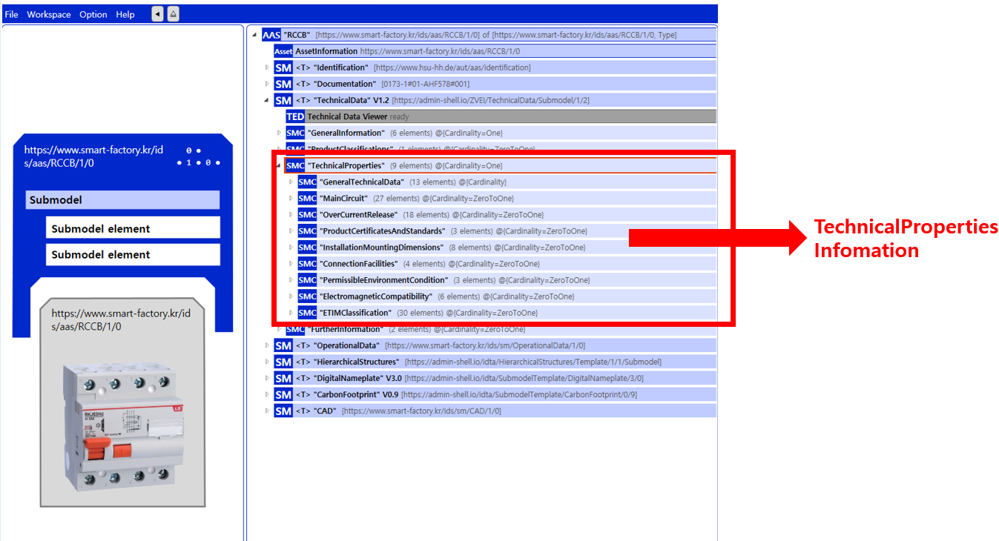 File Workspace Option Help
https://www.smart-factory.kr/id
s/aas/RCCB/1/0
0
1 0
Submodel
Submodel element
Submodel element
https://www.smart-factory.kr/id
s/aas/RCCB/1/0
LS
RKJ63Hd
AAS "RCCB" [https://www.smart-factory.kr/ids/aas/RCCB/1/0] of [https://www.smart-factory.kr/ids/aas/RCCB/1/0, Type]
Asset AssetInformation https://www.smart-factory.kr/ids/aas/RCCB/1/0
SM <T> "Identification" [https://www.hsu-hh.de/aut/aas/identification]
SM <T> "Documentation" [0173-1#01-AHF578#001]
SM <T> "TechnicalData" V1.2 [https://admin-shell.io/ZVEI/TechnicalData/Submodel/1/2]
TED Technical Data Viewer ready
SMC "GeneralInformation" (6 elements) @{Cardinality=One}
SMC "ProductClassifications" (1 elements) @{Cardinality=ZeroToOne}
SMC "TechnicalProperties" (9 elements) @{Cardinality=One}
SMC "GeneralTechnicalData" (13 elements) @{Cardinality}
SMC "MainCircuit" (27 elements) @{Cardinality=ZeroToOne}
SMC "OverCurrentRelease" (18 elements) @{Cardinality=ZeroToOne}
SMC "ProductCertificatesAndStandards" (3 elements) @{Cardinality=ZeroToOne}
SMC "InstallationMountingDimensions" (8 elements) @{Cardinality=ZeroToOne}
SMC "ConnectionFacilities" (4 elements) @{Cardinality=ZeroToOne}
SMC "PermissibleEnvironmentCondition" (3 elements) @{Cardinality=ZeroToOne}
SMC "ElectromagneticCompatibility" (6 elements) @{Cardinality=ZeroToOne}
SMC "ETIMClassification" (30 elements) @{Cardinality=ZeroToOne}
SMC "FurtherInformation" (2 elements) @{Cardinality=ZeroToOne}
SM <T> "OperationalData" [https://www.smart-factory.kr/ids/sm/OperationalData/1/0]
SM <T> "HierarchicalStructures" [https://admin-shell.io/idta/HierarchicalStructures/Template/1/1/Submodel]
SM <T> "DigitalNameplate" V3.0 [https://admin-shell.io/idta/SubmodelTemplate/DigitalNameplate/3/0]
SM <T> "CarbonFootprint" V0.9 [https://admin-shell.io/idta/SubmodelTemplate/CarbonFootprint/0/9]
SM <T> "CAD" [https://www.smart-factory.kr/ids/sm/CAD/1/0]
TechnicalProperties
Infomation